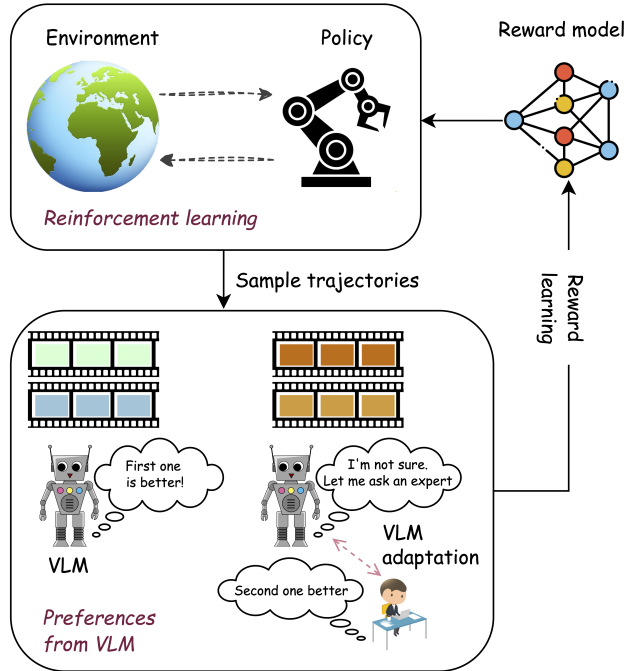 Environment
Policy
Reward model
Reinforcement learning
Sample trajectories
Reward
learning
First one
is better!
I'm not sure.
Let me ask an expert
VLM
VLM
adaptation
Second one better
Preferences
from VLM